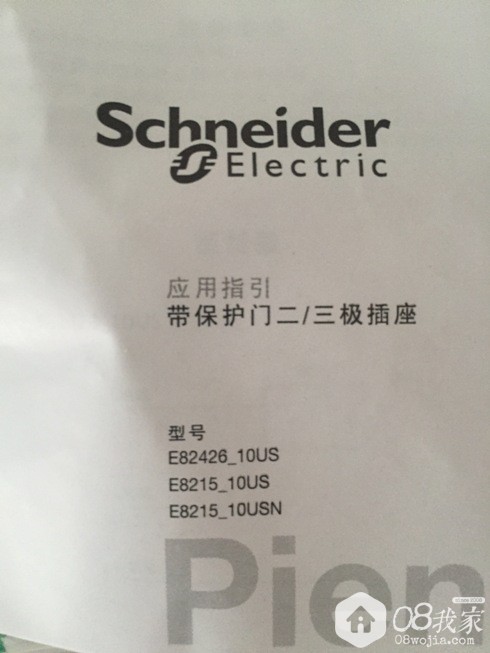 Schneider
Electric
应用指引
带保护门二/三极插座
型号
E82426_10US
E8215_10US
E8215_10USN
Pien
08我家
08wojia.com